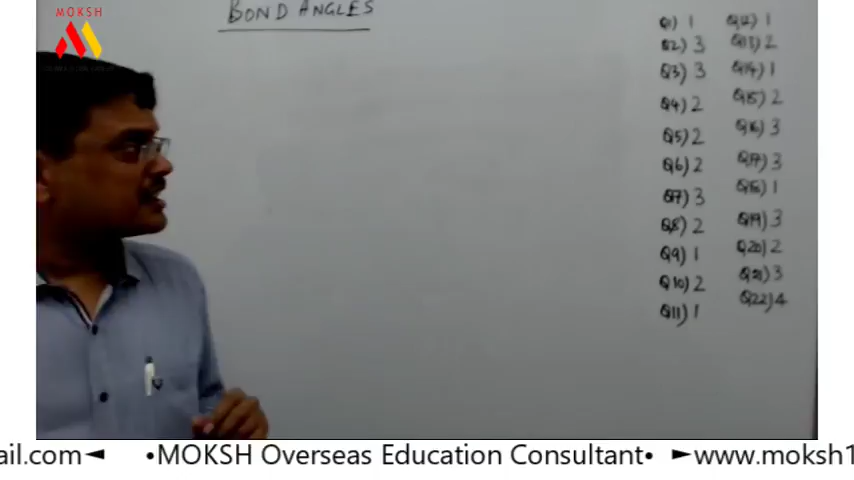 MOKSH
BOND ANGLES
Q1) 1
Q2) 3
Q3) 3
Q4) 2
Q5) 2
Q6) 2
Q7) 3
Q8) 2
Q9) 1
Q10) 2
Q11) 1
Q12) 1
Q13) 2
Q14) 1
Q15) 2
Q16) 3
Q17) 3
Q18) 1
Q19) 3
Q20) 2
Q21) 3
Q22) 4
ail.com◄ •MOKSH Overseas Education Consultant• ►www.moksh1